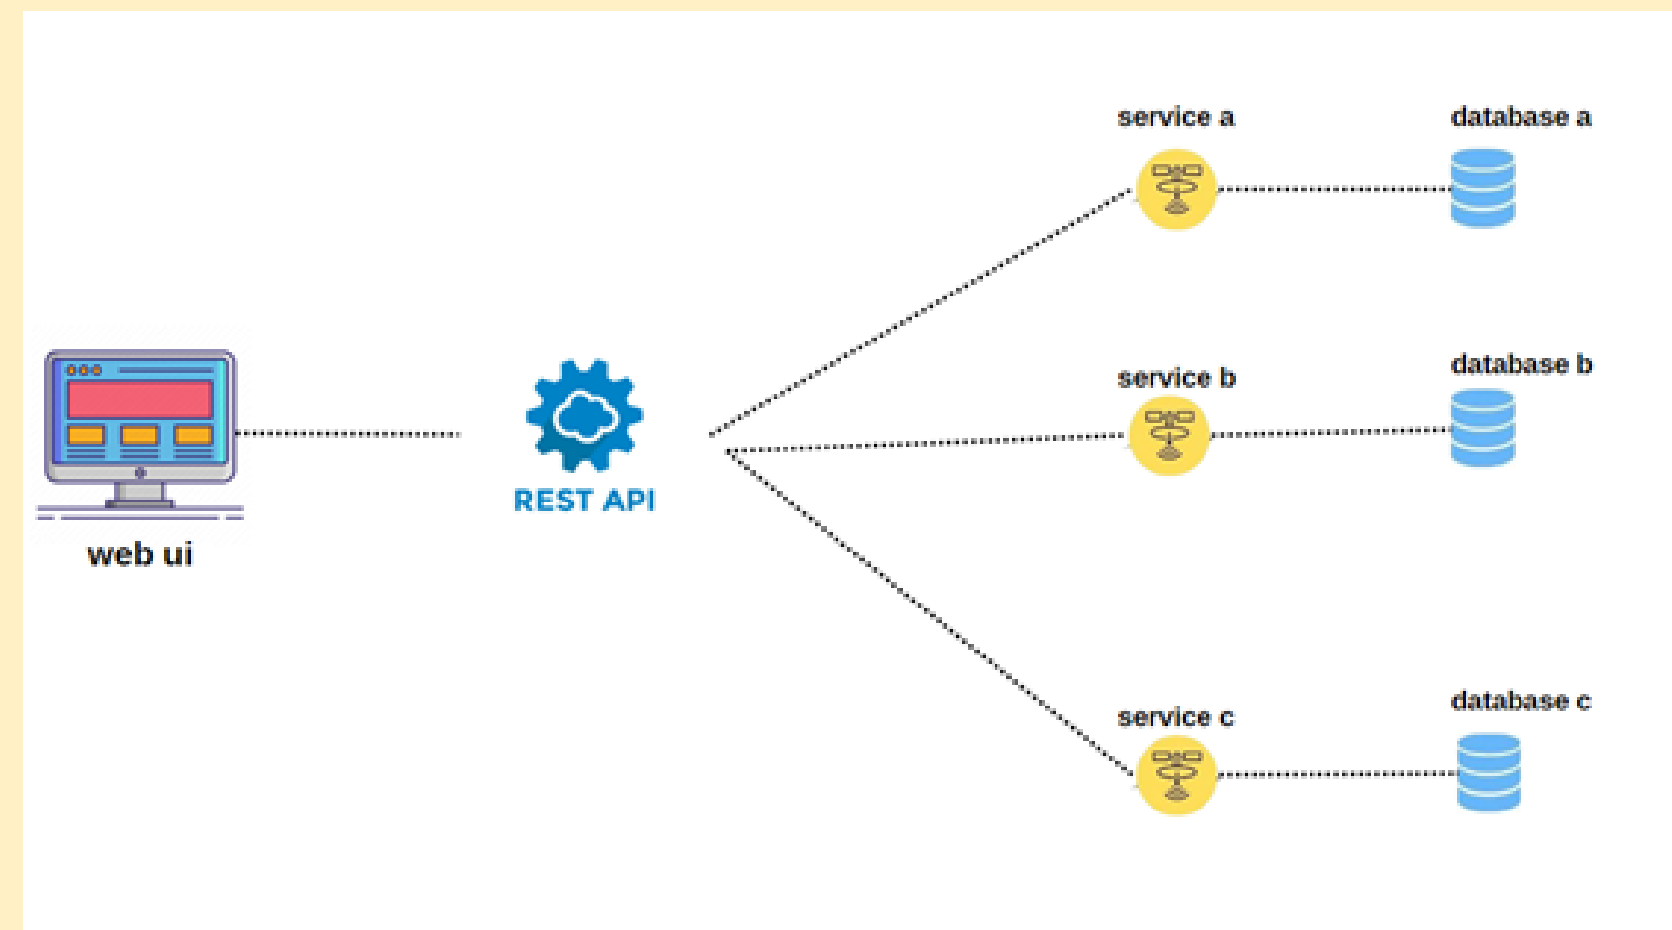 service a
database a
service b
database b
REST API
web ui
service c
database c